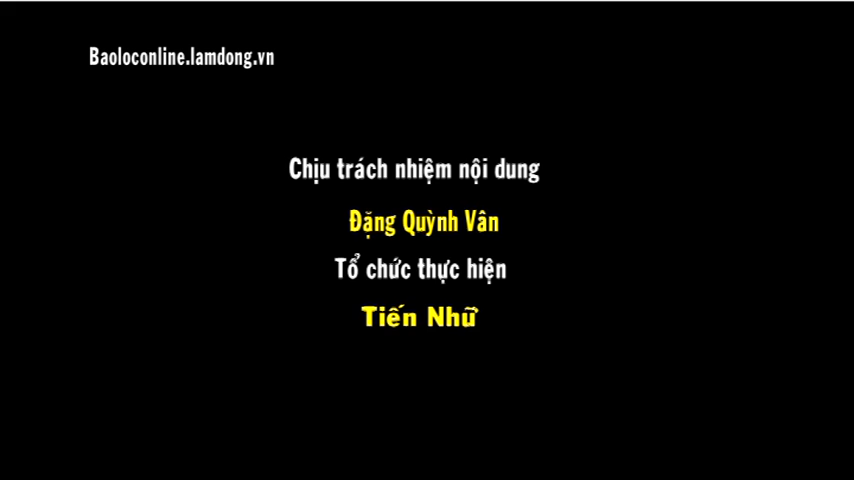 Baoloconline.lamdong.vn
Chịu trách nhiệm nội dung
Đặng Quỳnh Vân
Tổ chức thực hiện
Tiến Nhữ